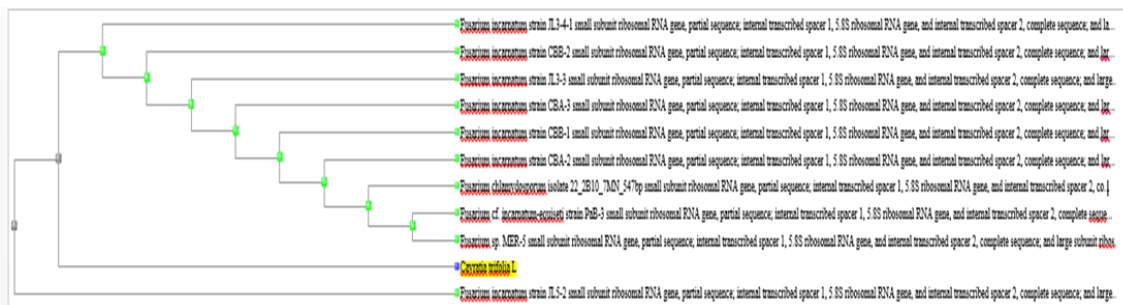 Fusarium incarnatum strain JL3-4-1 small subunit ribosomal RNA gene, partial sequence; internal transcribed spacer 1, 5.8S ribosomal RNA gene, and internal transcribed spacer 2, complete sequence; and la...
Fusarium incarnatum strain CBB-2 small subunit ribosomal RNA gene, partial sequence; internal transcribed spacer 1, 5.8S ribosomal RNA gene, and internal transcribed spacer 2, complete sequence; and lar...
Fusarium incarnatum strain JL3-3 small subunit ribosomal RNA gene, partial sequence; internal transcribed spacer 1, 5.8S ribosomal RNA gene, and internal transcribed spacer 2, complete sequence; and large...
Fusarium incarnatum strain CBA-3 small subunit ribosomal RNA gene, partial sequence; internal transcribed spacer 1, 5.8S ribosomal RNA gene, and internal transcribed spacer 2, complete sequence; and lar...
Fusarium incarnatum strain CBB-1 small subunit ribosomal RNA gene, partial sequence; internal transcribed spacer 1, 5.8S ribosomal RNA gene, and internal transcribed spacer 2, complete sequence; and lar...
Fusarium incarnatum strain CBA-2 small subunit ribosomal RNA gene, partial sequence; internal transcribed spacer 1, 5.8S ribosomal RNA gene, and internal transcribed spacer 2, complete sequence; and lar...
Fusarium chlamydosporum isolate 22_2B10_7MN_547bp small subunit ribosomal RNA gene, partial sequence; internal transcribed spacer 1, 5.8S ribosomal RNA gene, and internal transcribed spacer 2, co.
Fusarium cf. incarnatum-equiseti strain PaB-3 small subunit ribosomal RNA gene, partial sequence; internal transcribed spacer 1, 5.8S ribosomal RNA gene, and internal transcribed spacer 2, complete seque...
Fusarium sp. MER-5 small subunit ribosomal RNA gene, partial sequence; internal transcribed spacer 1, 5.8S ribosomal RNA gene, and internal transcribed spacer 2, complete sequence; and large subunit ribos.
Cayratia trifolia L
Fusarium incarnatum strain JL5-2 small subunit ribosomal RNA gene, partial sequence; internal transcribed spacer 1, 5.8S ribosomal RNA gene, and internal transcribed spacer 2, complete sequence; and large...